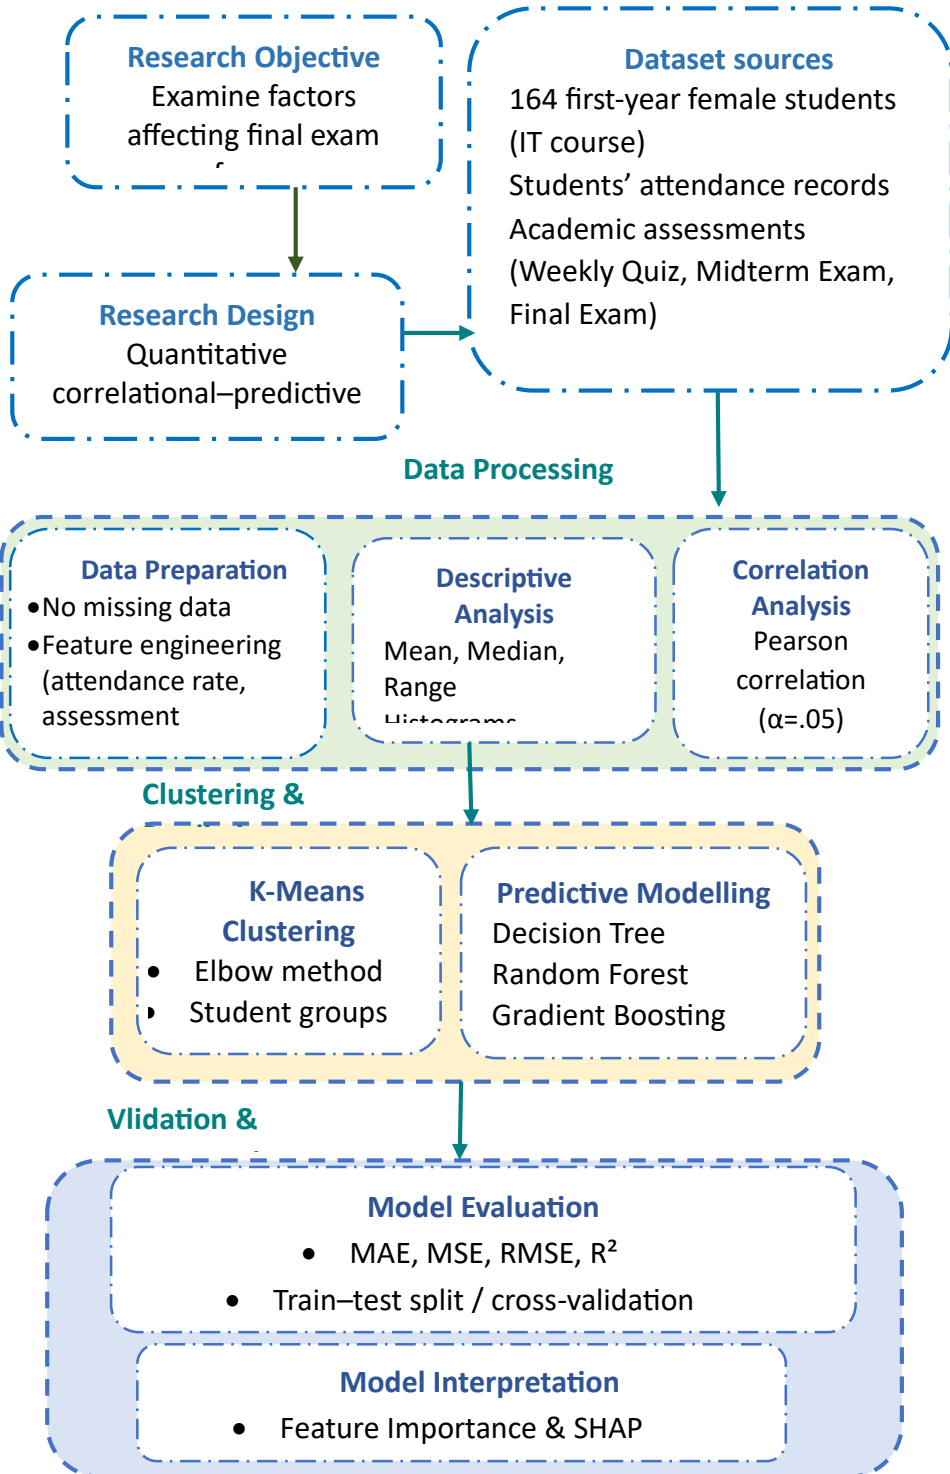 Research Objective
Examine factors
affecting final exam
Dataset sources
164 first-year female students
(IT course)
Students’ attendance records
Academic assessments
(Weekly Quiz, Midterm Exam,
Final Exam)
Research Design
Quantitative
correlational–predictive
Data Processing
Data Preparation
•No missing data
•Feature engineering
(attendance rate,
assessment
Descriptive
Analysis
Mean, Median,
Range
Histograms
Correlation
Analysis
Pearson
correlation
(α=.05)
Clustering &
K-Means
Clustering
• Elbow method
• Student groups
Predictive Modelling
Decision Tree
Random Forest
Gradient Boosting
Vlidation &
Model Evaluation
• MAE, MSE, RMSE, R²
• Train–test split / cross-validation
Model Interpretation
• Feature Importance & SHAP